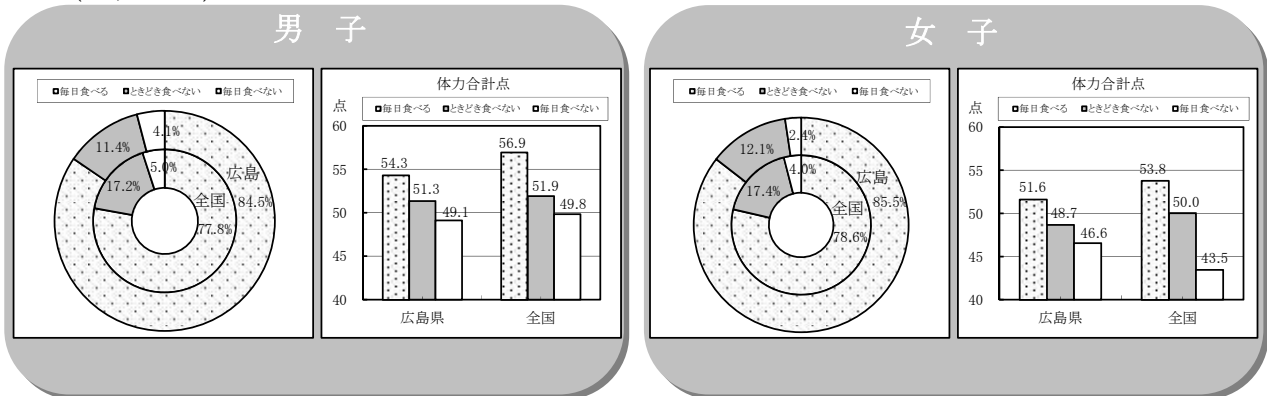 男 子
毎日食べる ときどき食べない 毎日食べない
4.1%
11.4%
5.0%
17.2%
広島
84.5%
全国
77.8%
体力合計点
点
毎日食べる ときどき食べない 毎日食べない
60
55
50
45
40
54.3
51.3
49.1
56.9
51.9
49.8
広島県
全国
女 子
毎日食べる ときどき食べない 毎日食べない
2.4%
12.1%
4.0%
17.4%
広島
85.5%
全国
78.6%
体力合計点
点
毎日食べる ときどき食べない 毎日食べない
60
55
50
45
40
51.6
48.7
46.6
53.8
50.0
43.5
広島県
全国